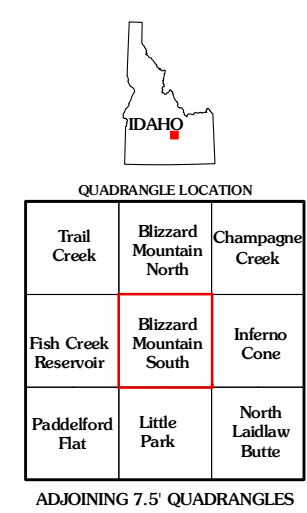 IDAHO
QUADRANGLE LOCATION
Trail
Creek
Blizzard
Mountain
North
Champagne
Creek
Fish Creek
Reservoir
Blizzard
Mountain
South
Inferno
Cone
Paddelford
Flat
Little
Park
North
Laidlaw
Butte
ADJOINING 7.5' QUADRANGLES